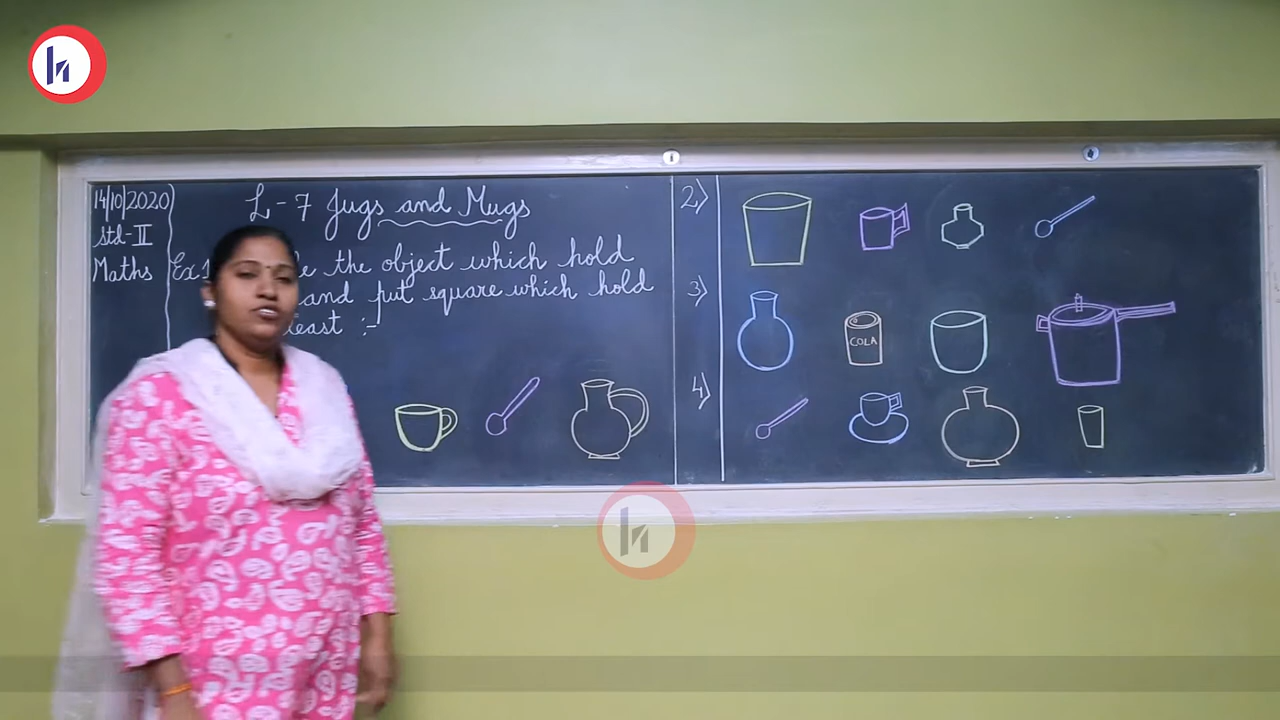 14/10/2020
Std-II
Maths
L-7 Jugs and Mugs
the object which hold
and put square which hold
least :-
2)
3)
4)
COLA